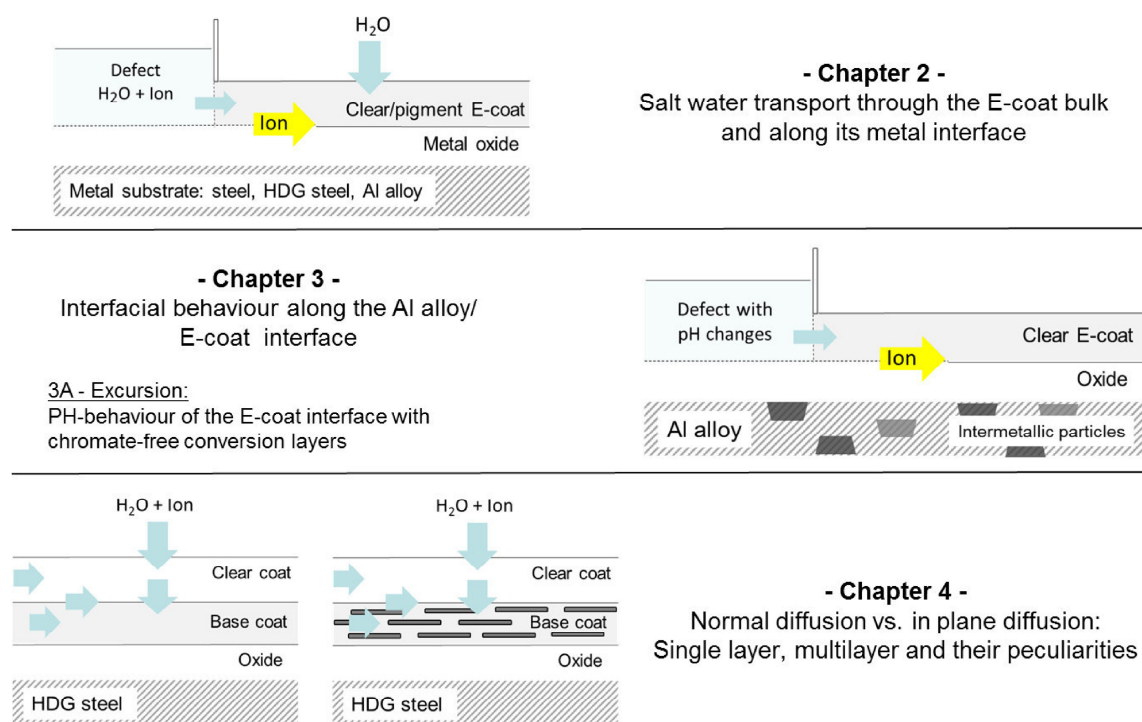 H₂O
Defect
H₂O + Ion
Clear/pigment E-coat
Ion
Metal oxide
Metal substrate: steel, HDG steel, Al alloy
- Chapter 2 -
Salt water transport through the E-coat bulk
and along its metal interface
- Chapter 3 -
Interfacial behaviour along the Al alloy/
E-coat interface
3A - Excursion:
PH-behaviour of the E-coat interface with
chromate-free conversion layers
Defect with
pH changes
Clear E-coat
Ion
Oxide
Al alloy
Intermetallic particles
H₂O + Ion
Clear coat
Base coat
Oxide
HDG steel
H₂O + Ion
Clear coat
Base coat
Oxide
HDG steel
- Chapter 4 -
Normal diffusion vs. in plane diffusion:
Single layer, multilayer and their peculiarities